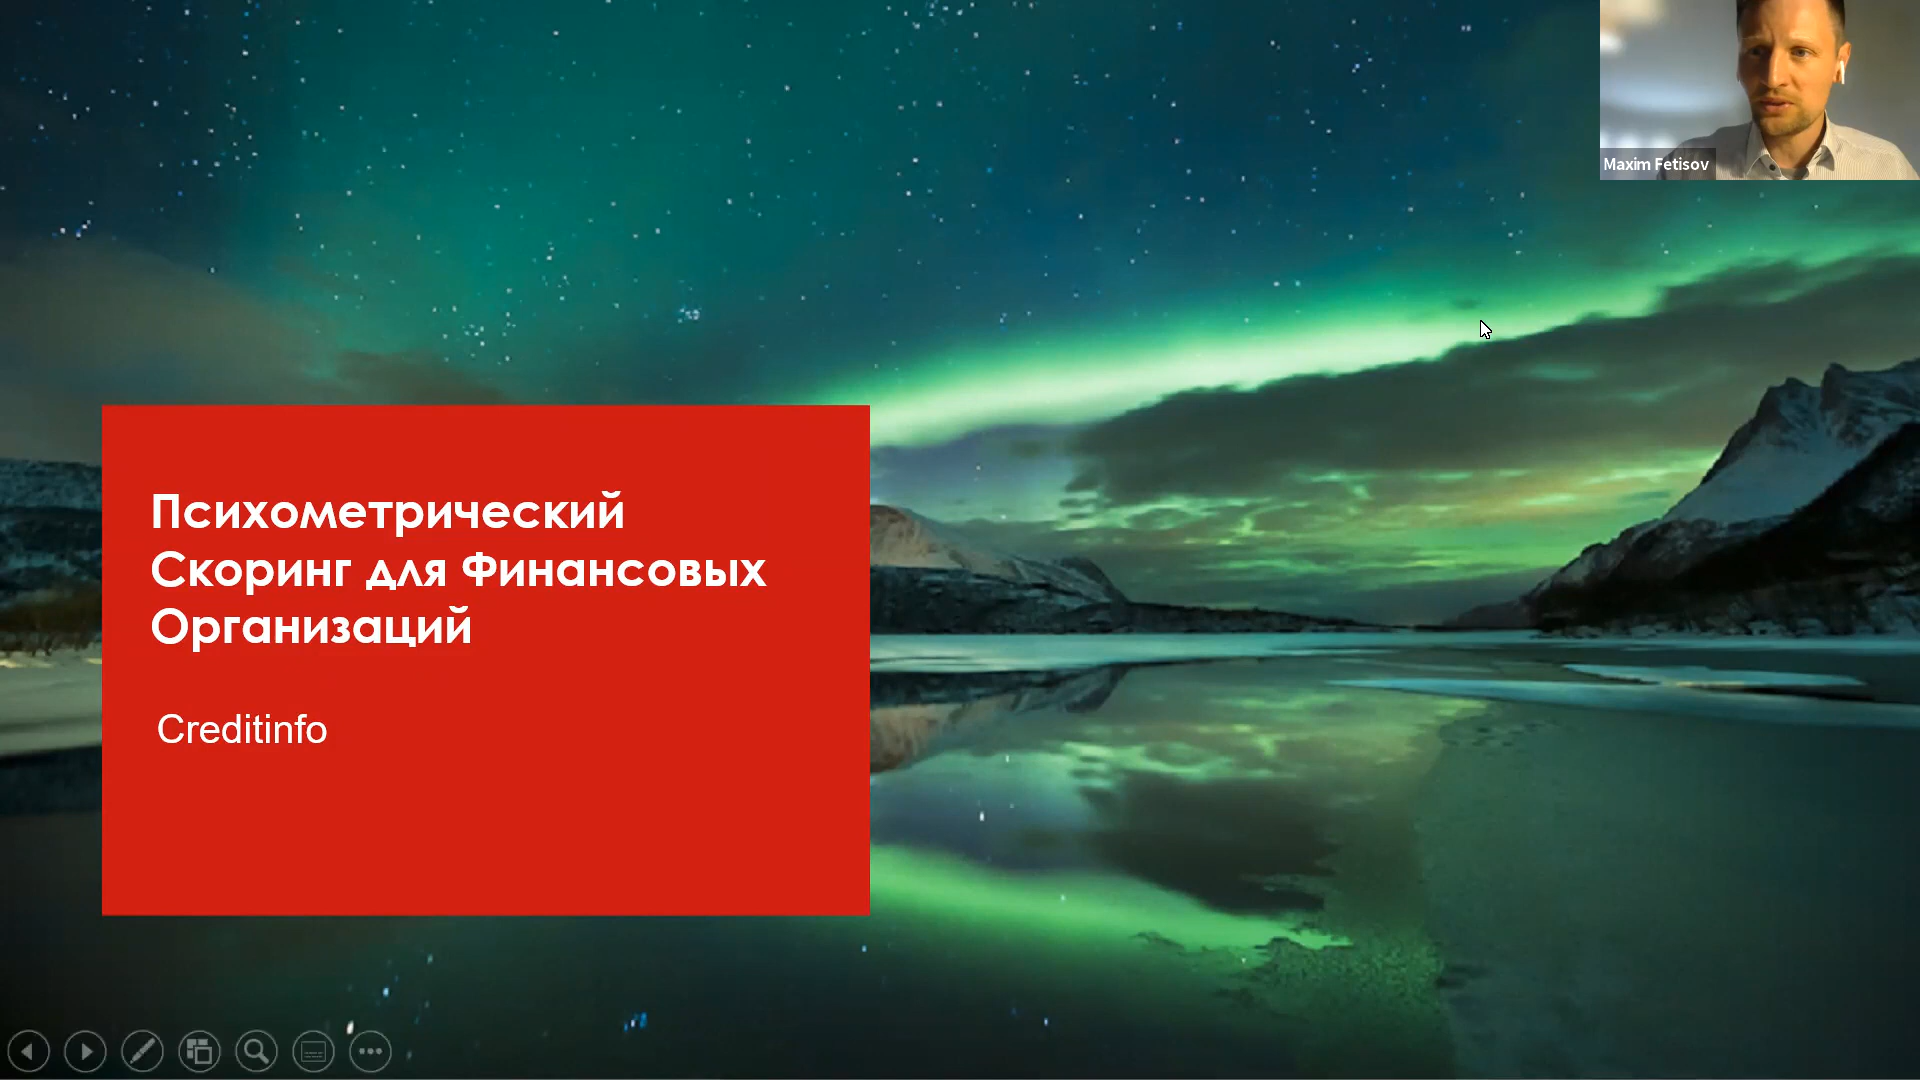 Maxim Fetisov
Психометрический
Скоринг для Финансовых
Организаций
Creditinfo